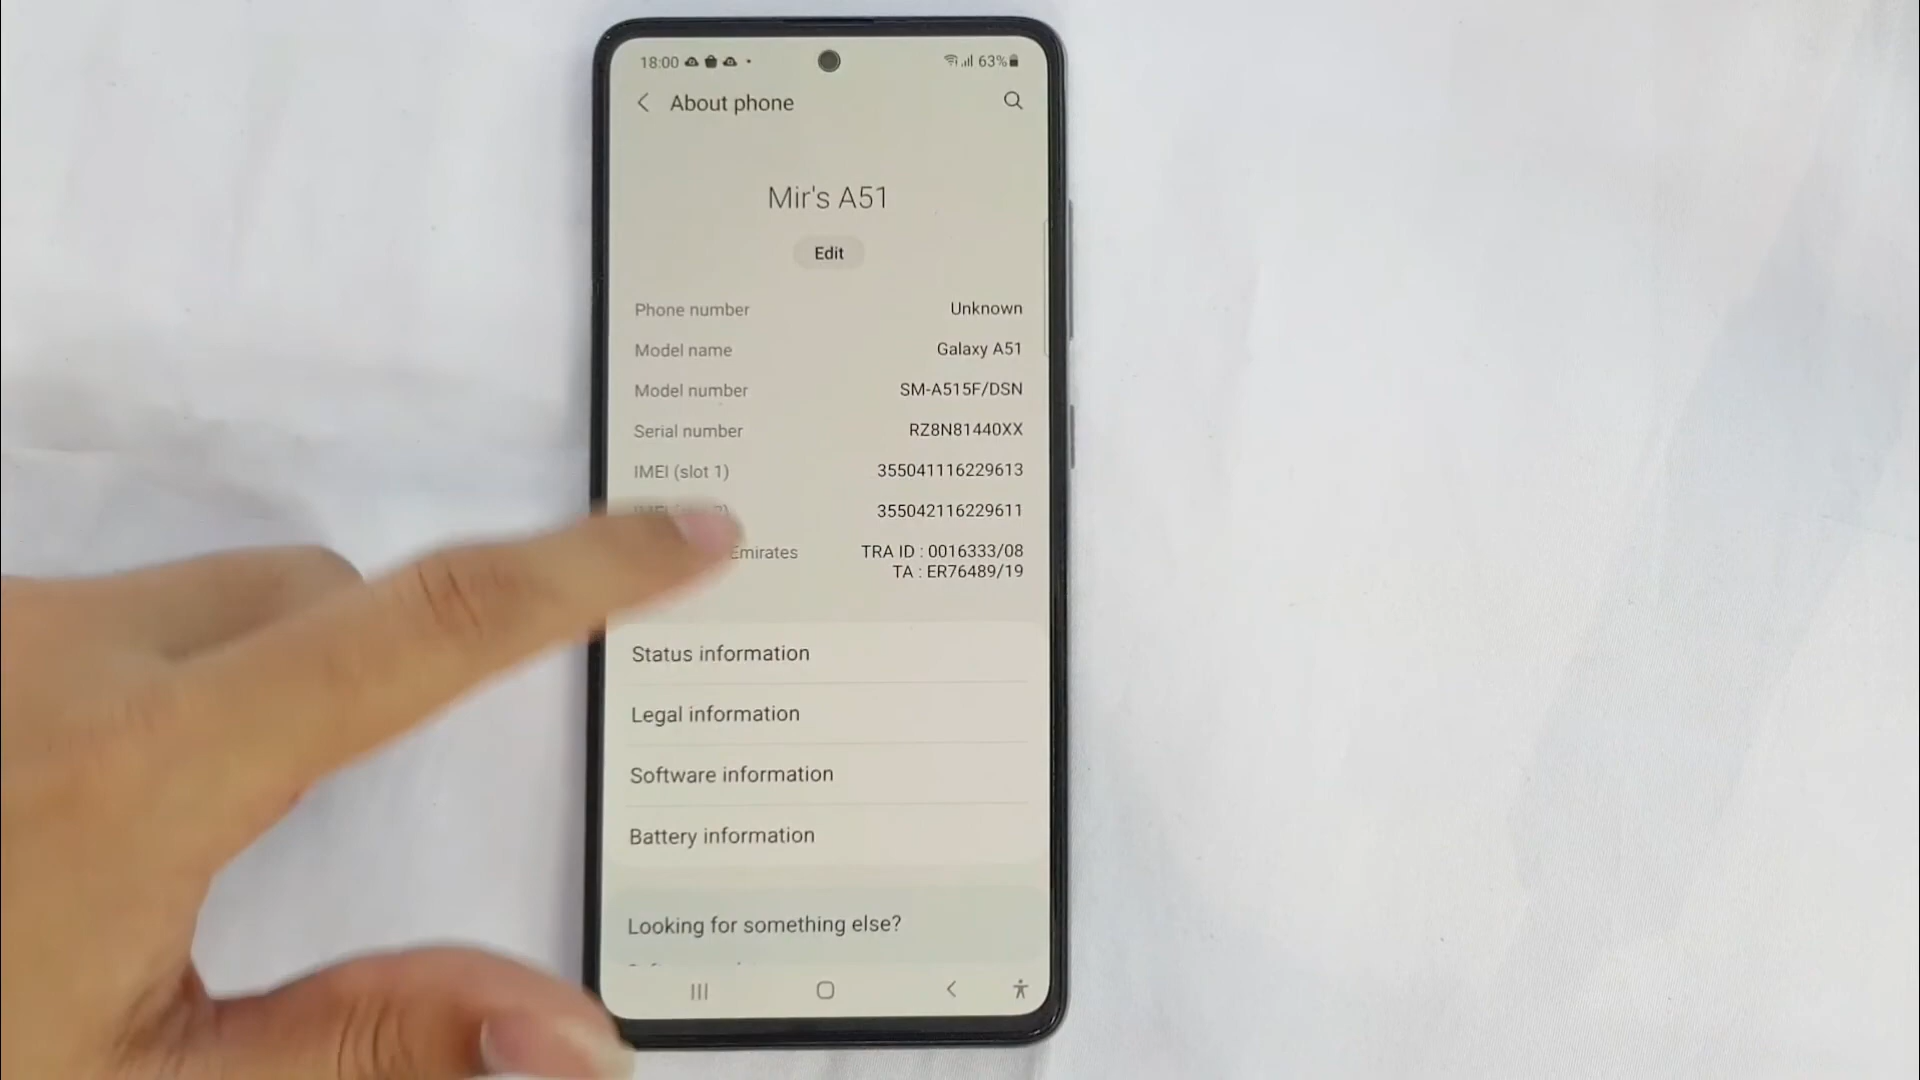 18:00 63%
About phone
Mir's A51
Edit
Phone number Unknown
Model name Galaxy A51
Model number SM-A515F/DSN
Serial number RZ8N81440XX
IMEI (slot 1) 355041116229613
355042116229611
Emirates TRA ID : 0016333/08
TA : ER76489/19
Status information
Legal information
Software information
Battery information
Looking for something else?